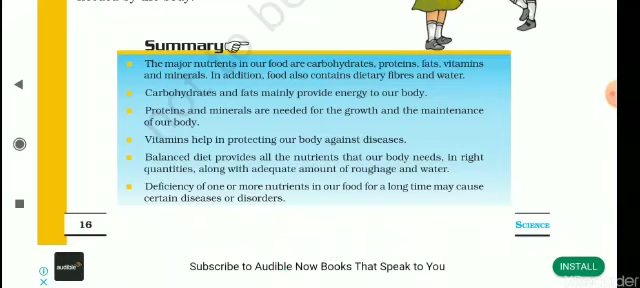 Summary
The major nutrients in our food are carbohydrates, proteins, fats, vitamins
and minerals. In addition, food also contains dietary fibres and water.
Carbohydrates and fats mainly provide energy to our body.
Proteins and minerals are needed for the growth and the maintenance
of our body.
Vitamins help in protecting our body against diseases.
Balanced diet provides all the nutrients that our body needs, in right
quantities, along with adequate amount of roughage and water.
Deficiency of one or more nutrients in our food for a long time may cause
certain diseases or disorders.
16
SCIENCE
audible
Subscribe to Audible Now Books That Speak to You
INSTALL